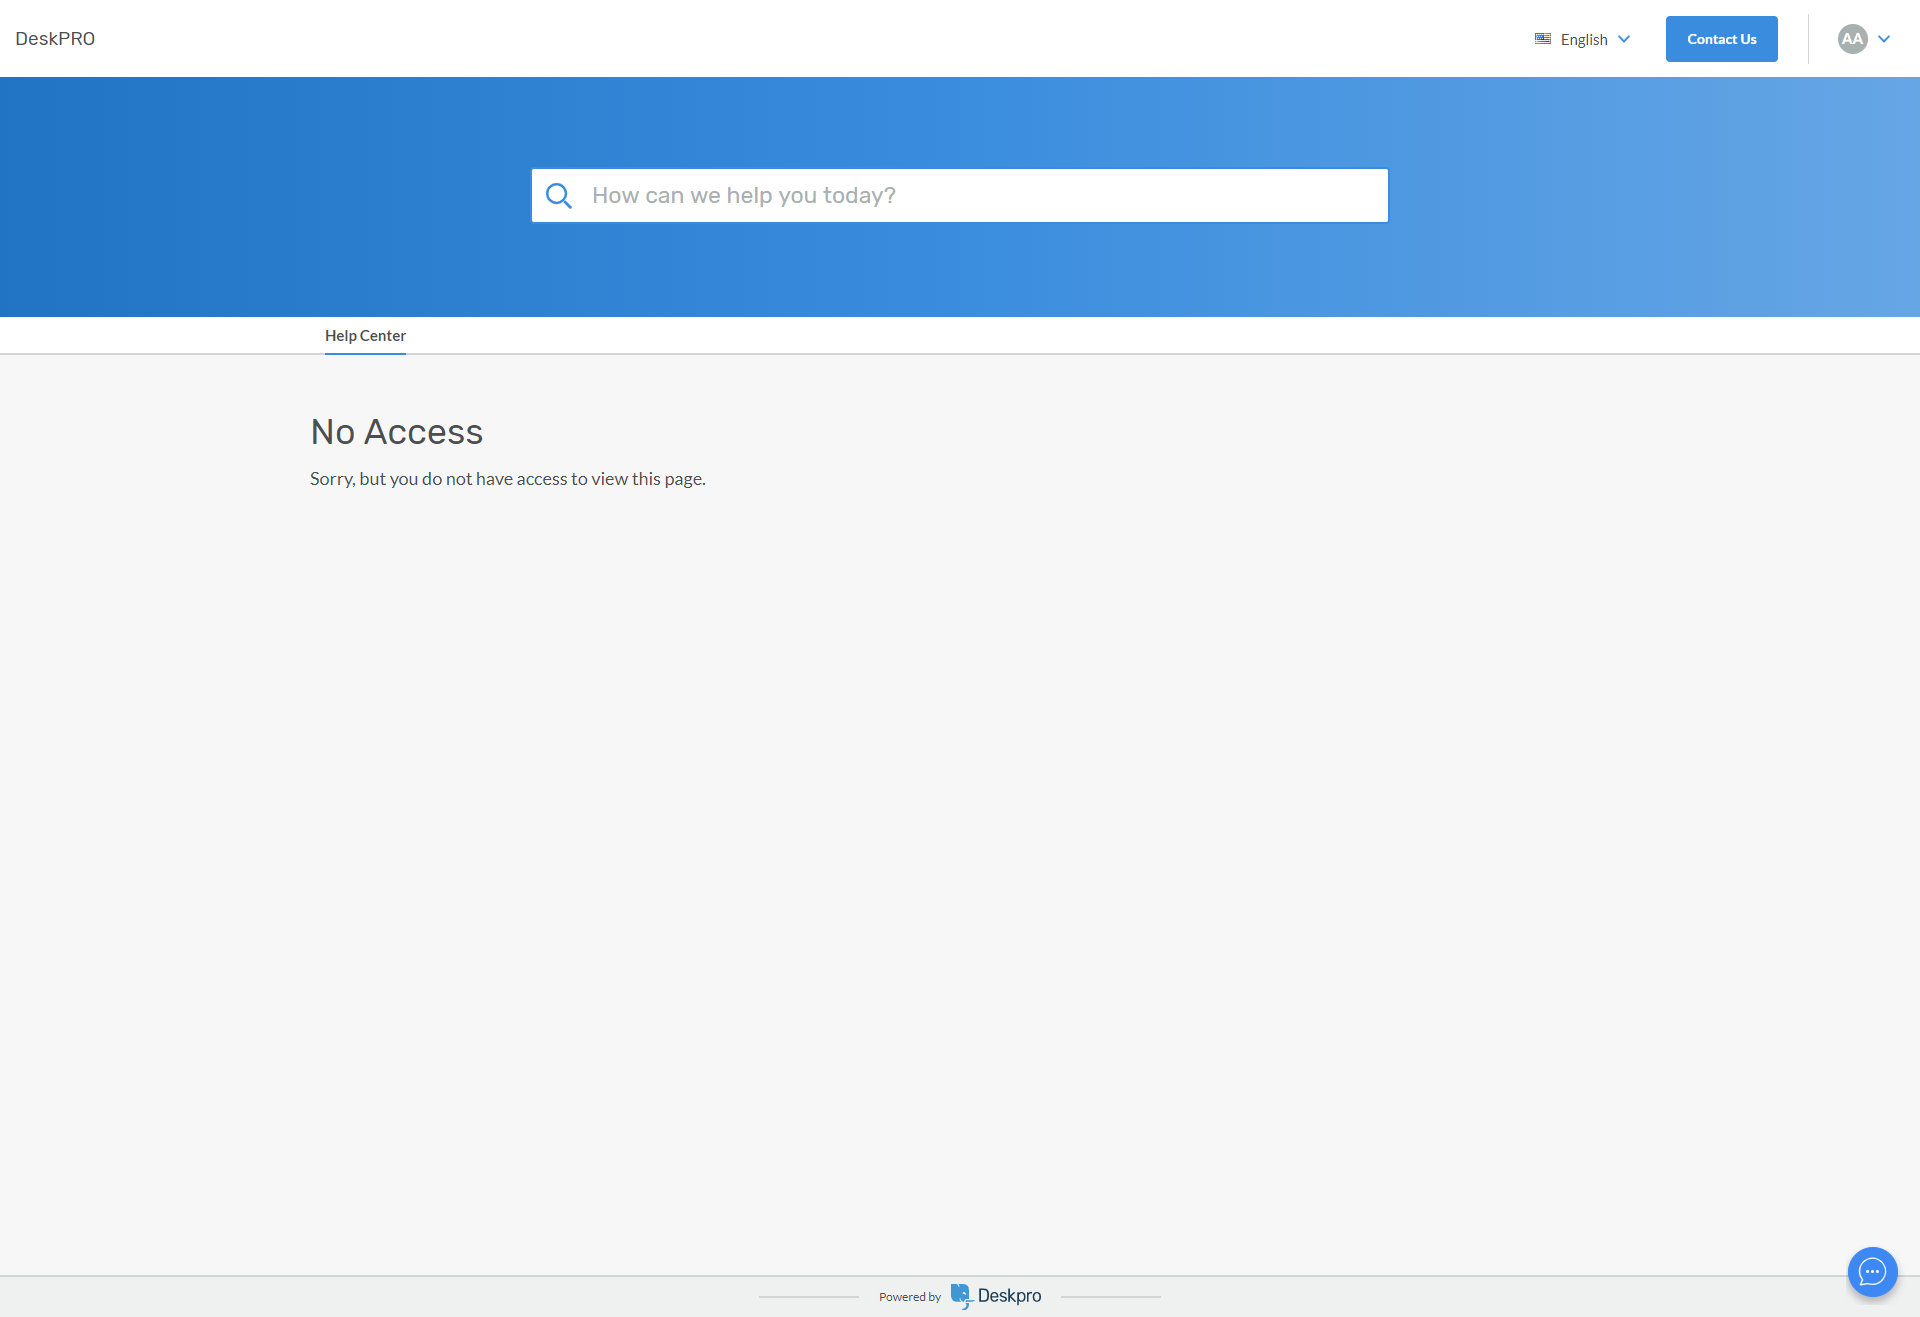 DeskPRO
English
Contact Us
AA
How can we help you today?
Help Center
No Access
Sorry, but you do not have access to view this page.
Powered by Deskpro